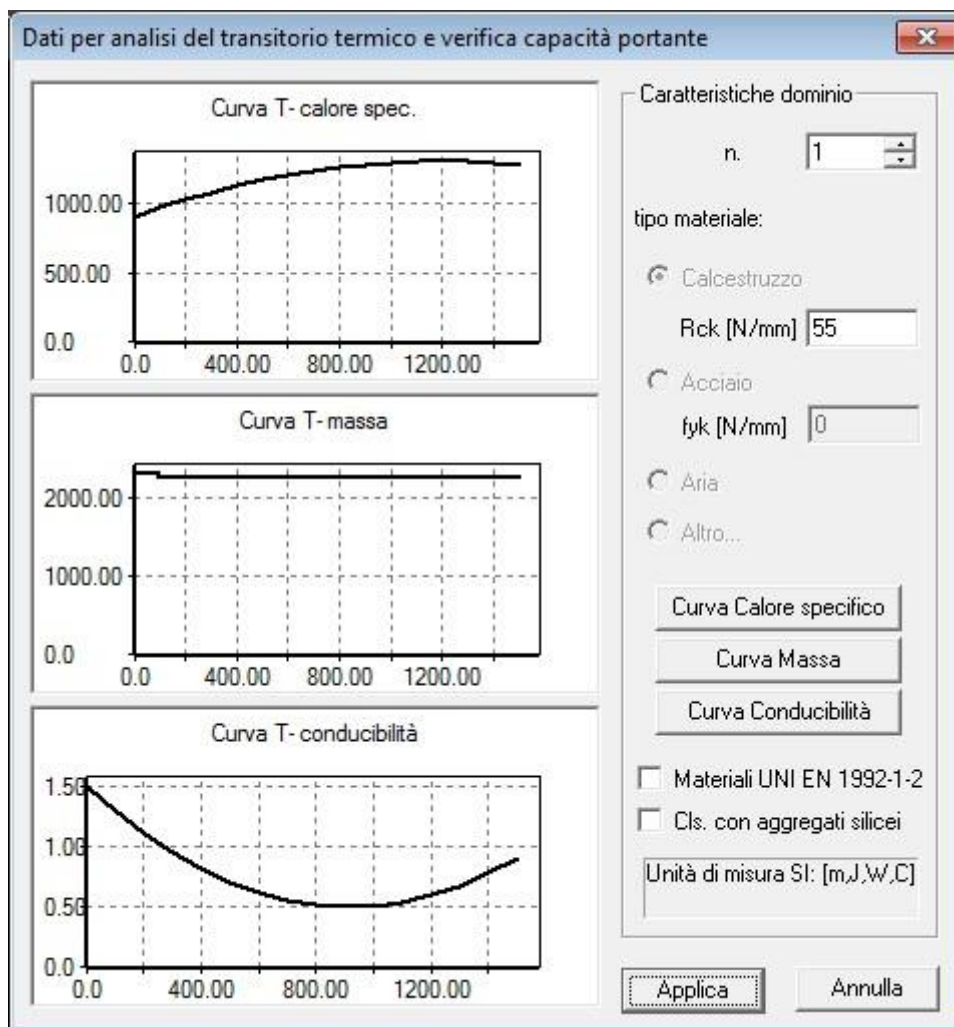 Dati per analisi del transitorio termico e verifica capacità portante
Curva T- calore spec.
1000.00
500.00
0.0
0.0 400.00 800.00 1200.00
Curva T- massa
2000.00
1000.00
0.0
0.0 400.00 800.00 1200.00
Curva T- conducibilità
1.50
1.00
0.50
0.0
0.0 400.00 800.00 1200.00
Caratteristiche dominio
n. 1
tipo materiale:
Calcestruzzo
Rck [N/mm] 55
Acciaio
fyk [N/mm] 0
Aria
Altro...
Curva Calore specifico
Curva Massa
Curva Conducibilità
Materiali UNI EN 1992-1-2
Cls. con aggregati silicei
Unità di misura SI: [m,J,W,C]
Applica Annulla